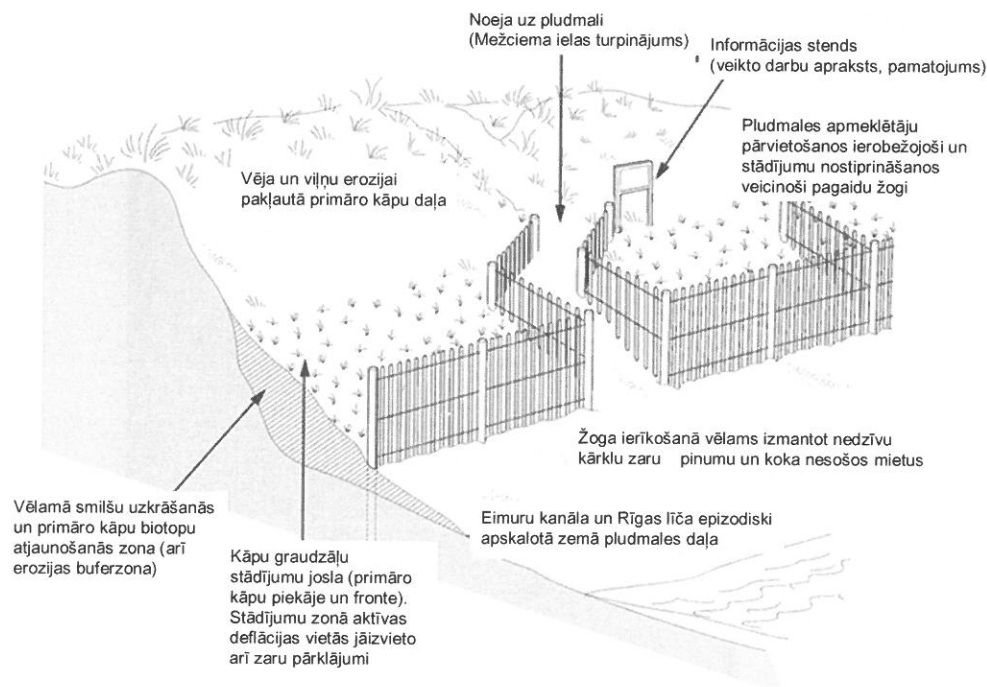 Noeja uz pludmali
(Mežciema ielas turpinājums)
Informācijas stends
(veikto darbu apraksts, pamatojums)
Pludmales apmeklētāju
pārvietošanos ierobežojoši un
stādījumu nostiprināšanos
veicinoši pagaidu žogi
Vēja un viļņu erozijai
pakļautā primāro kāpu daļa
Žoga ierīkošanā vēlams izmantot nedzīvu
kārklu zaru pinumu un koka nesošos mietus
Vēlamā smilšu uzkrāšanās
un primāro kāpu biotopu
atjaunošanās zona (arī
erozijas buferzona)
Eimuru kanāla un Rīgas līča epizodiski
apskalotā zemā pludmales daļa
Kāpu graudzāļu
stādījumu josla (primāro
kāpu piekāje un fronte).
Stādījumu zonā aktīvas
deflācijas vietās jāizvieto
arī zaru pārklājumi